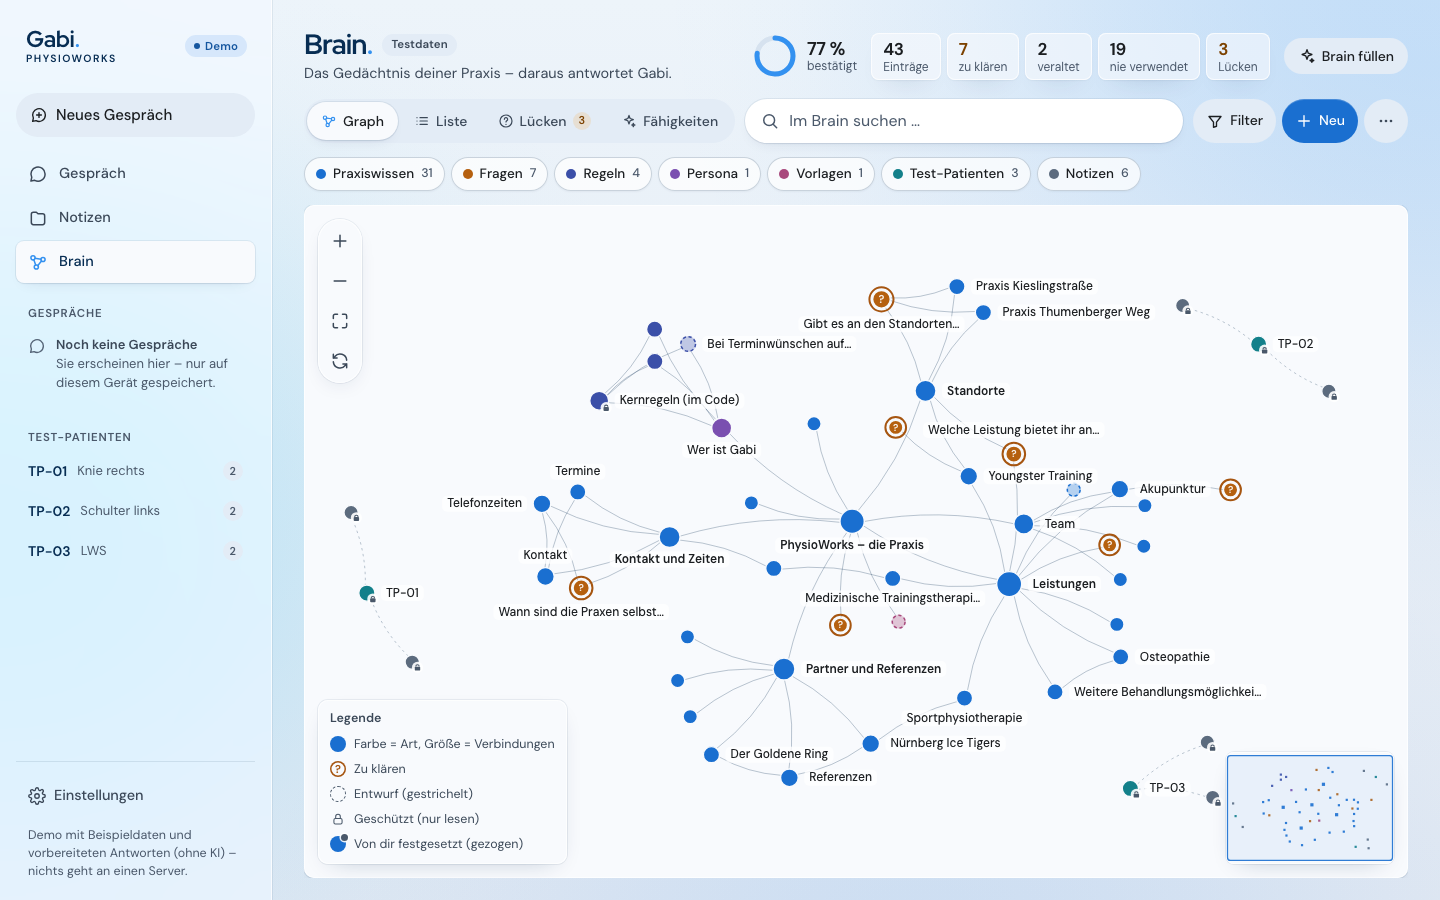 Gabi.
PHYSIOWORKS
Demo
Neues Gespräch
Gespräch
Notizen
Brain
GESPRÄCHE
Noch keine Gespräche
Sie erscheinen hier – nur auf
diesem Gerät gespeichert.
TEST-PATIENTEN
TP-01 Knie rechts 2
TP-02 Schulter links 2
TP-03 LWS 2
Einstellungen
Demo mit Beispieldaten und
vorbereiteten Antworten (ohne KI) –
nichts geht an einen Server.
Brain.
Testdaten
Das Gedächtnis deiner Praxis – daraus antwortet Gabi.
77 %
bestätigt
43
Einträge
7
zu klären
2
veraltet
19
nie verwendet
3
Lücken
Brain füllen
Graph
Liste
Lücken 3
Fähigkeiten
Im Brain suchen ...
Filter
Neu
Praxiswissen 31
Fragen 7
Regeln 4
Persona 1
Vorlagen 1
Test-Patienten 3
Notizen 6
Praxis Kieslingstraße
Praxis Thumenberger Weg
Gibt es an den Standorten...
Bei Terminwünschen auf...
TP-02
Standorte
Kernregeln (im Code)
Welche Leistung bietet ihr an...
Wer ist Gabi
Termine
Youngster Training
Akupunktur
Telefonzeiten
Team
PhysioWorks – die Praxis
Kontakt
Kontakt und Zeiten
Leistungen
TP-01
Medizinische Trainingstherapi...
Wann sind die Praxen selbst...
Osteopathie
Partner und Referenzen
Weitere Behandlungsmöglichkei...
Sportphysiotherapie
Nürnberg Ice Tigers
Der Goldene Ring
Referenzen
TP-03
Legende
Farbe = Art, Größe = Verbindungen
? Zu klären
Entwurf (gestrichelt)
Geschützt (nur lesen)
Von dir festgesetzt (gezogen)